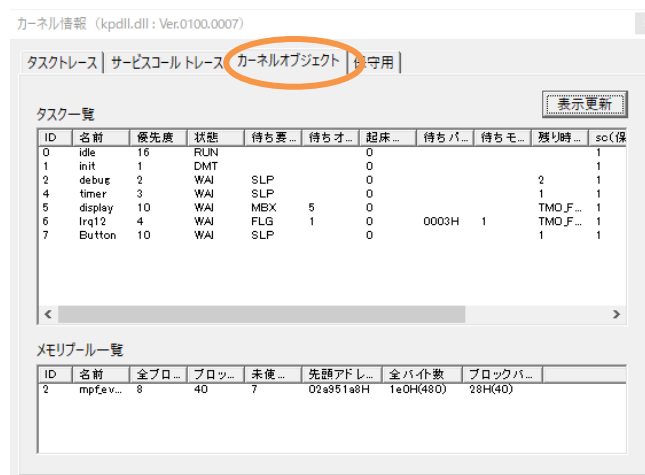 カーネル情報 (kpdll.dll : Ver.0100.0007)
タスクトレース サービスコールトレース カーネルオブジェクト 保守用
表示更新
タスク一覧
ID 名前 優先度 状態 待ち要... 待ちオ... 起床... 待ちパ... 待ちモ... 残り時... sc(保
0 idle 16 RUN 0 1
1 init 1 DMT 0 1
2 debug 2 WAI SLP 0 2 1
4 timer 3 WAI SLP 0 1 1
5 display 10 WAI MBX 5 0 TMO_F... 1
6 Irq12 4 WAI FLG 1 0 0003H 1 TMO_F... 1
7 Button 10 WAI SLP 0 1 1
メモリプール一覧
ID 名前 全ブロ... ブロッ... 未使... 先頭アドレ... 全バイト数 ブロックバ...
2 mpf_ev... 8 40 7 02a951a8H 1e0H(480) 28H(40)